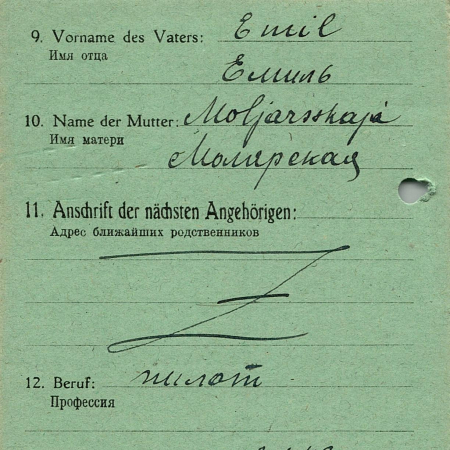 9. Vorname des Vaters: Emil
Имя отца
Емиль
10. Name der Mutter: Moljarsskaja
Имя матери
Молярская
11. Anschrift der nächsten Angehörigen:
Адрес ближайших родственников
12. Beruf: пилот
Профессия